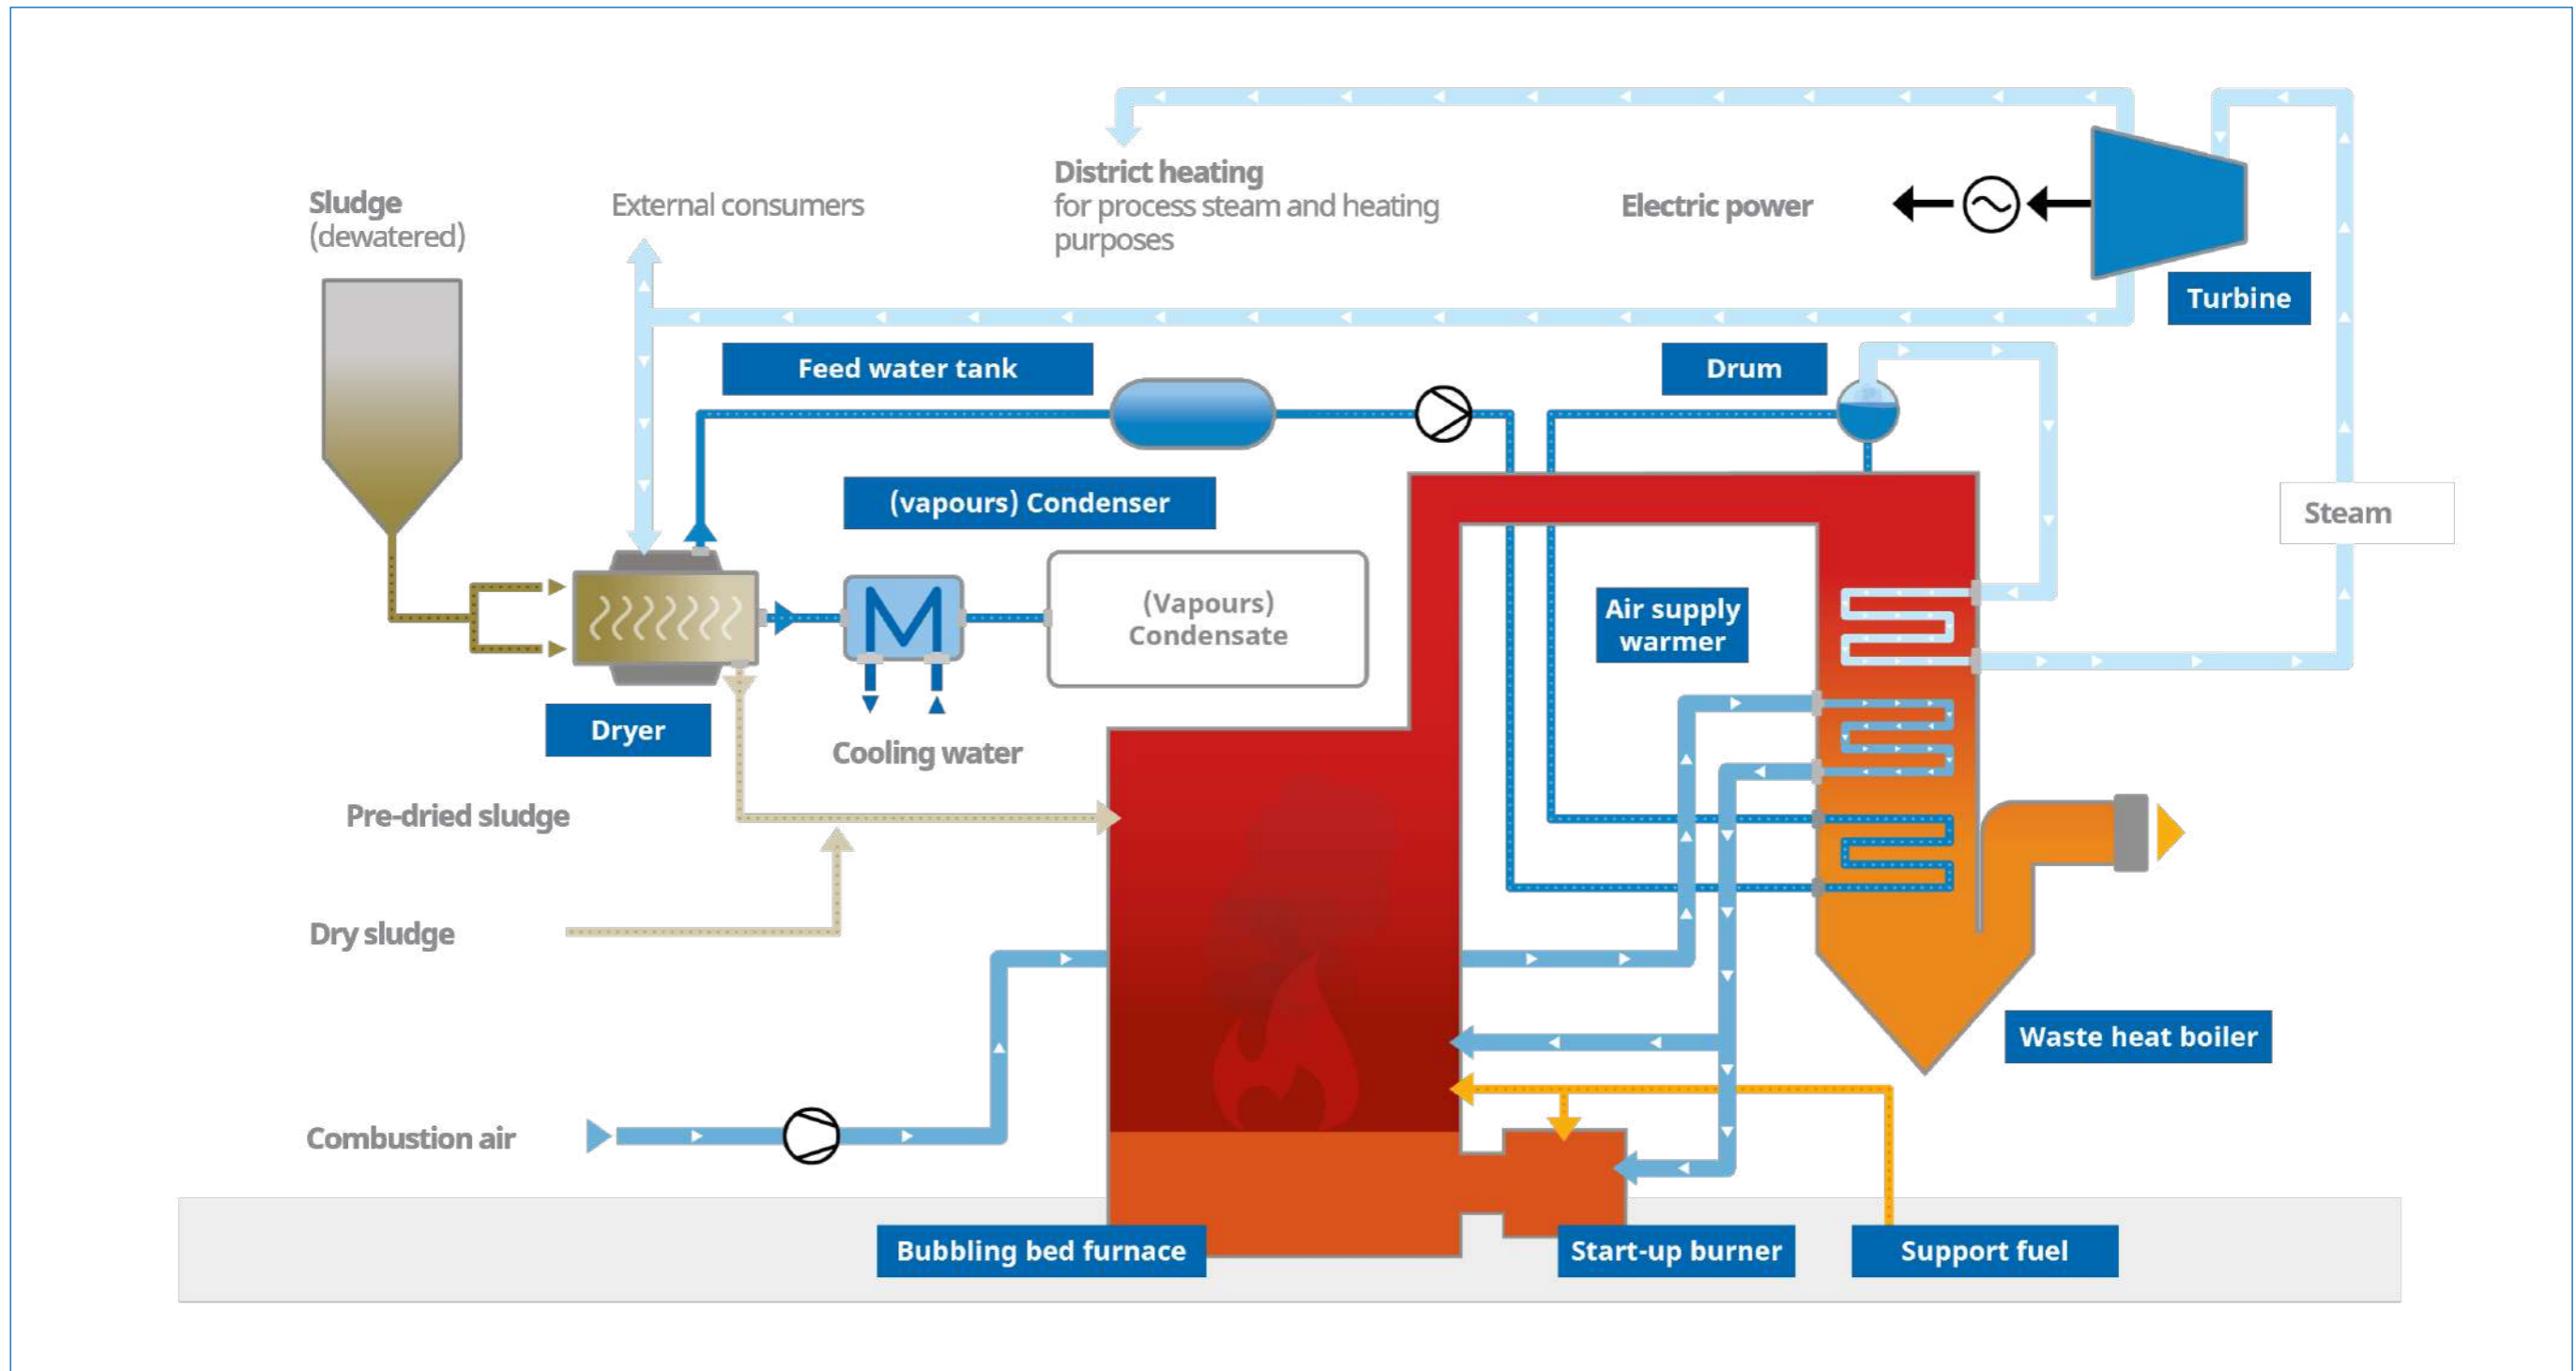 District heating
for process steam and heating
purposes
Sludge
(dewatered)
External consumers
Electric power
Turbine
Feed water tank
Drum
(vapours) Condenser
Steam
(Vapours)
Condensate
Air supply
warmer
Dryer
Cooling water
Pre-dried sludge
Dry sludge
Waste heat boiler
Combustion air
Bubbling bed furnace
Start-up burner
Support fuel